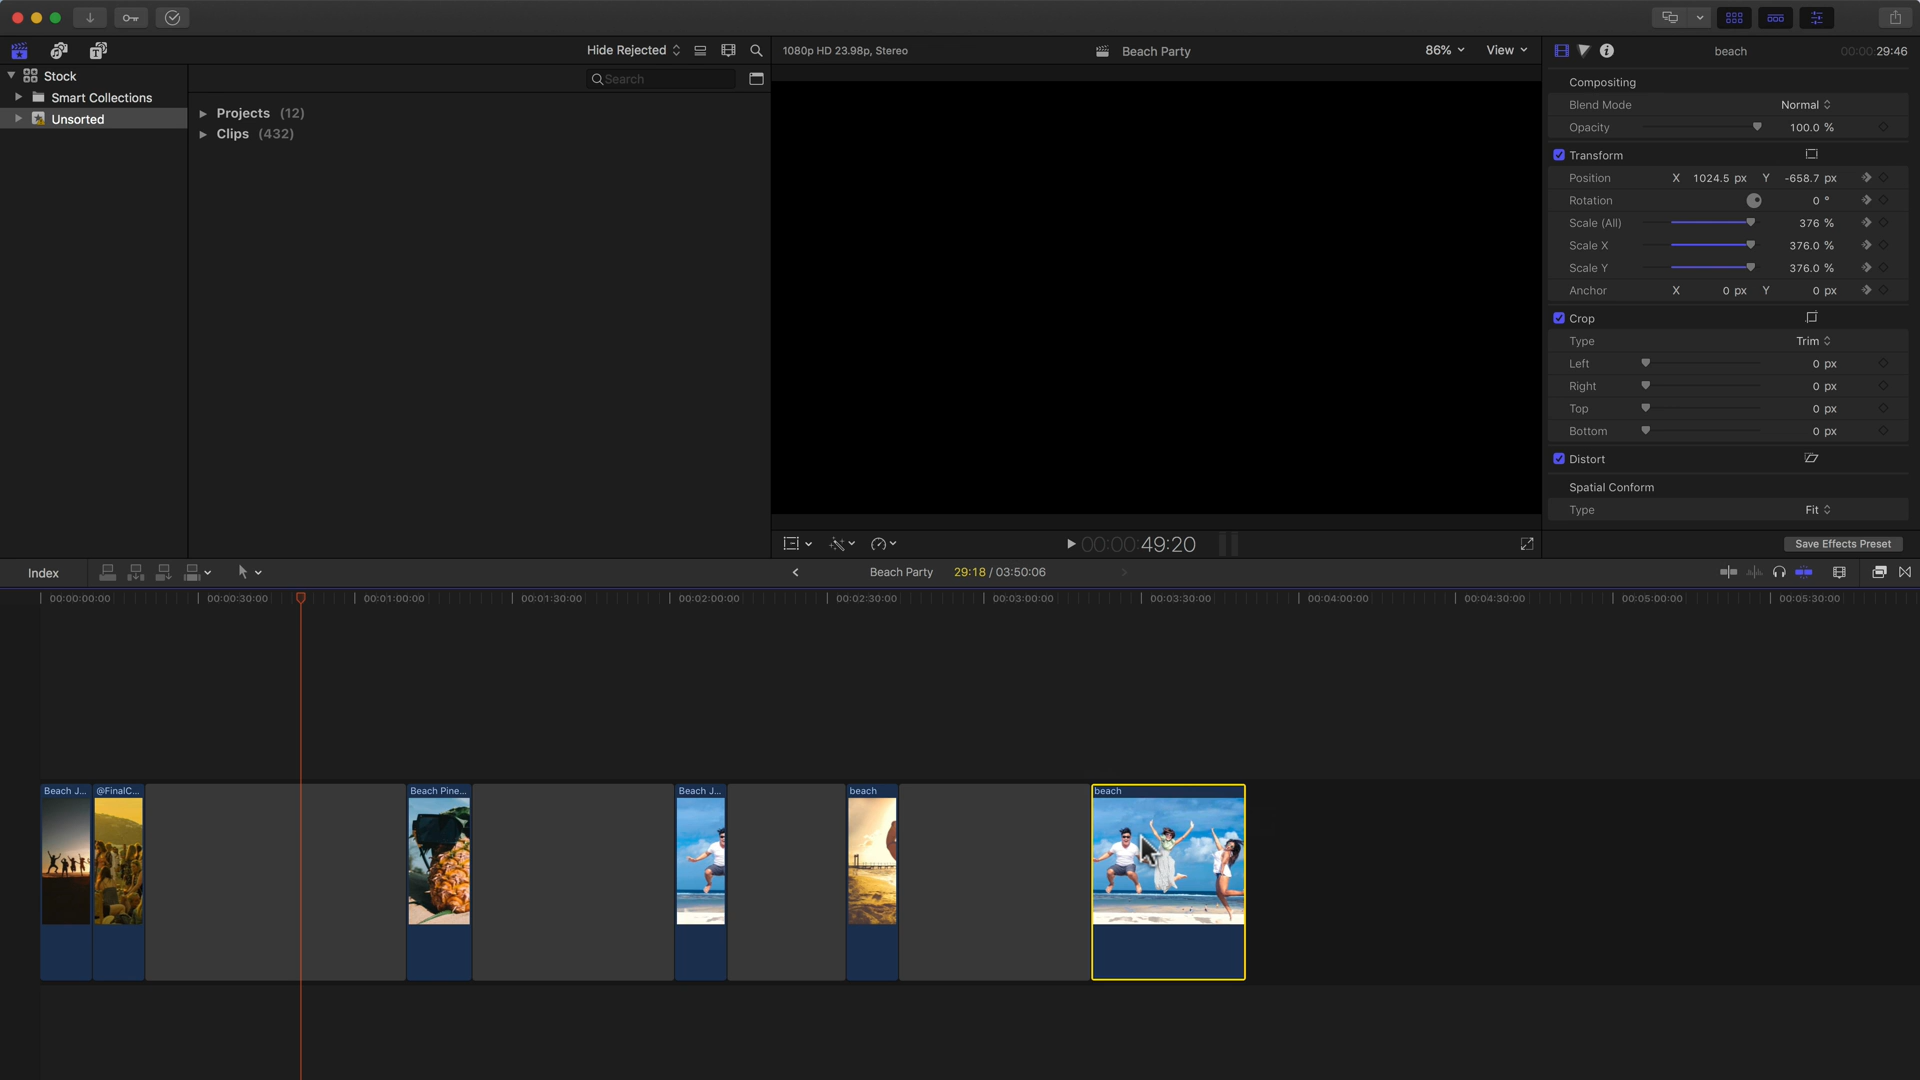 Hide Rejected
1080p HD 23.98p, Stereo
Beach Party
86%
View
beach
00:00:29:46
Stock
Smart Collections
Unsorted
Search
Projects (12)
Clips (432)
Compositing
Blend Mode Normal
Opacity 100.0 %
Transform
Position X 1024.5 px Y -658.7 px
Rotation 0 °
Scale (All) 376 %
Scale X 376.0 %
Scale Y 376.0 %
Anchor X 0 px Y 0 px
Crop
Type Trim
Left 0 px
Right 0 px
Top 0 px
Bottom 0 px
Distort
Spatial Conform
Type Fit
00:00:49:20
Save Effects Preset
Index
Beach Party 29:18 / 03:50:06
00:00:00:00 00:00:30:00 00:01:00:00 00:01:30:00 00:02:00:00 00:02:30:00 00:03:00:00 00:03:30:00 00:04:00:00 00:04:30:00 00:05:00:00 00:05:30:00
Beach J... @FinalC... Beach Pine... Beach J... beach beach